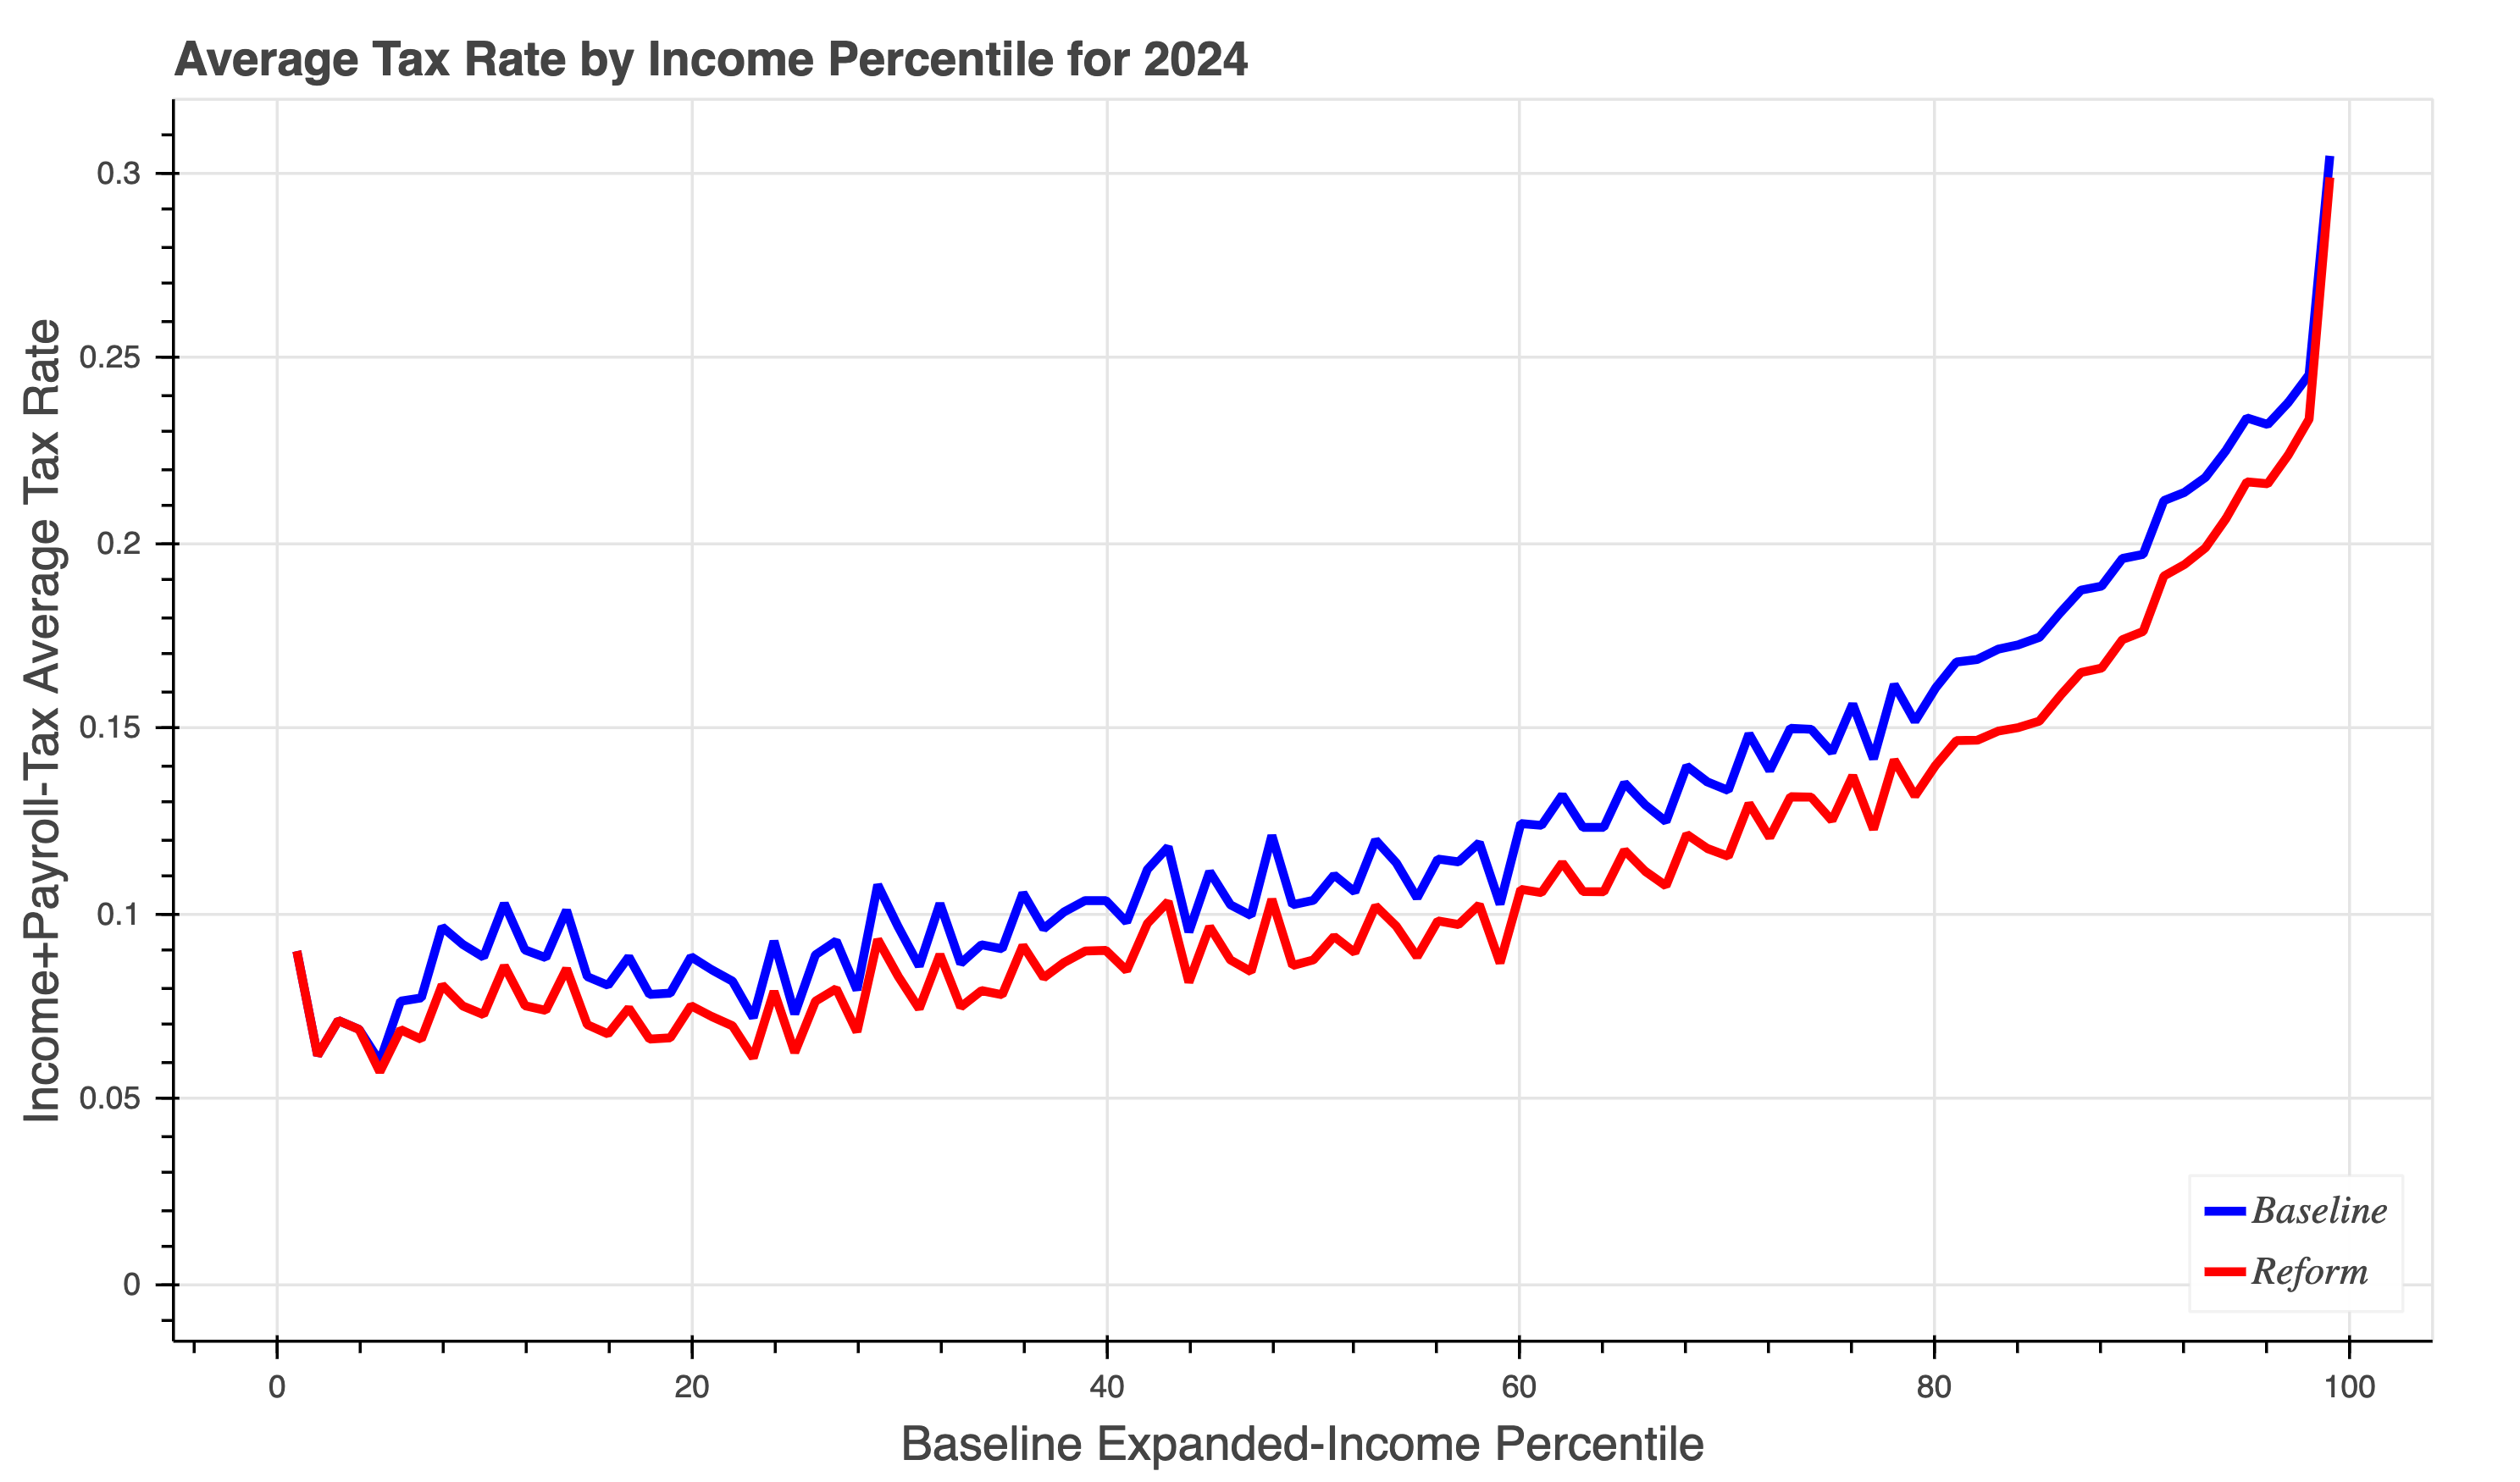 Average Tax Rate by Income Percentile for 2024
Income+Payroll-Tax Average Tax Rate
0.3
0.25
0.2
0.15
0.1
0.05
0
0 20 40 60 80 100
Baseline Expanded-Income Percentile
Baseline
Reform